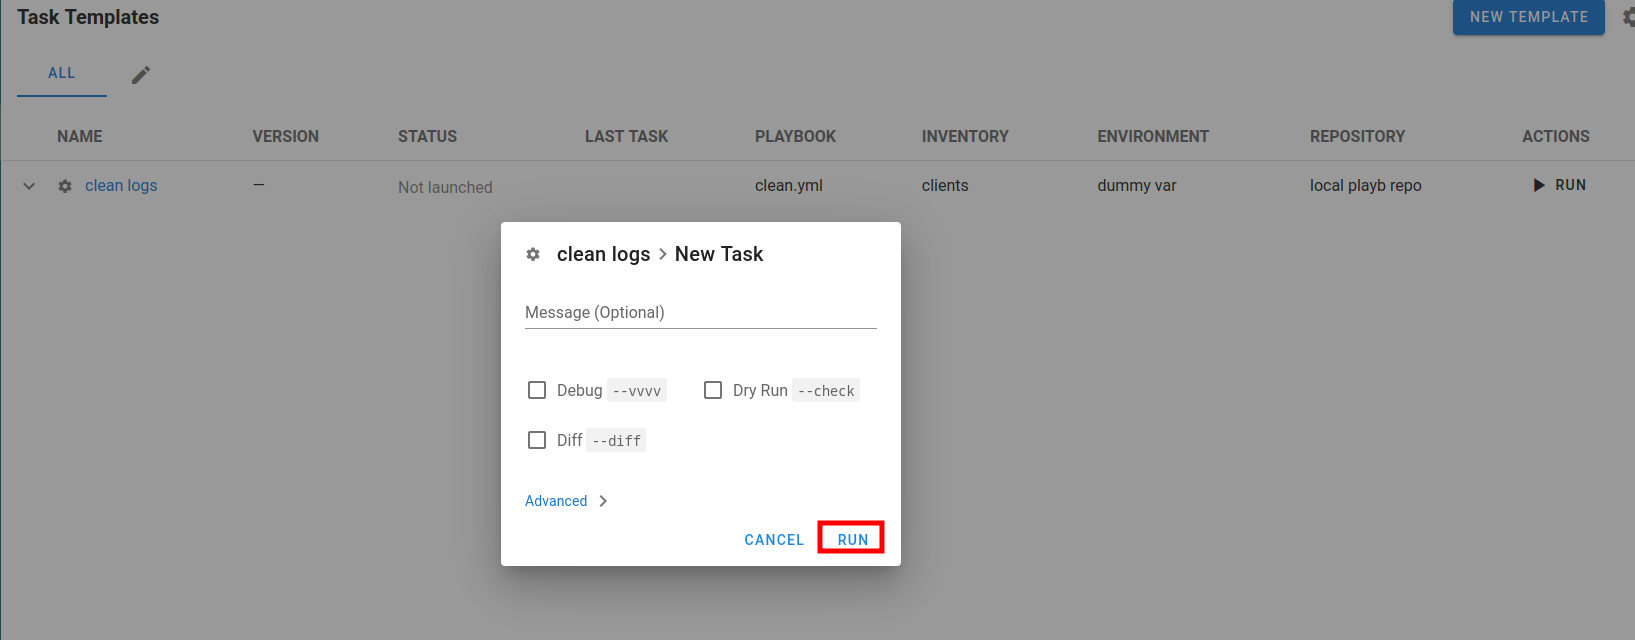 Task Templates
NEW TEMPLATE
ALL
NAME VERSION STATUS LAST TASK PLAYBOOK INVENTORY ENVIRONMENT REPOSITORY ACTIONS
clean logs — Not launched clean.yml clients dummy var local playb repo RUN
clean logs > New Task
Message (Optional)
Debug --vvvv Dry Run --check
Diff --diff
Advanced >
CANCEL RUN